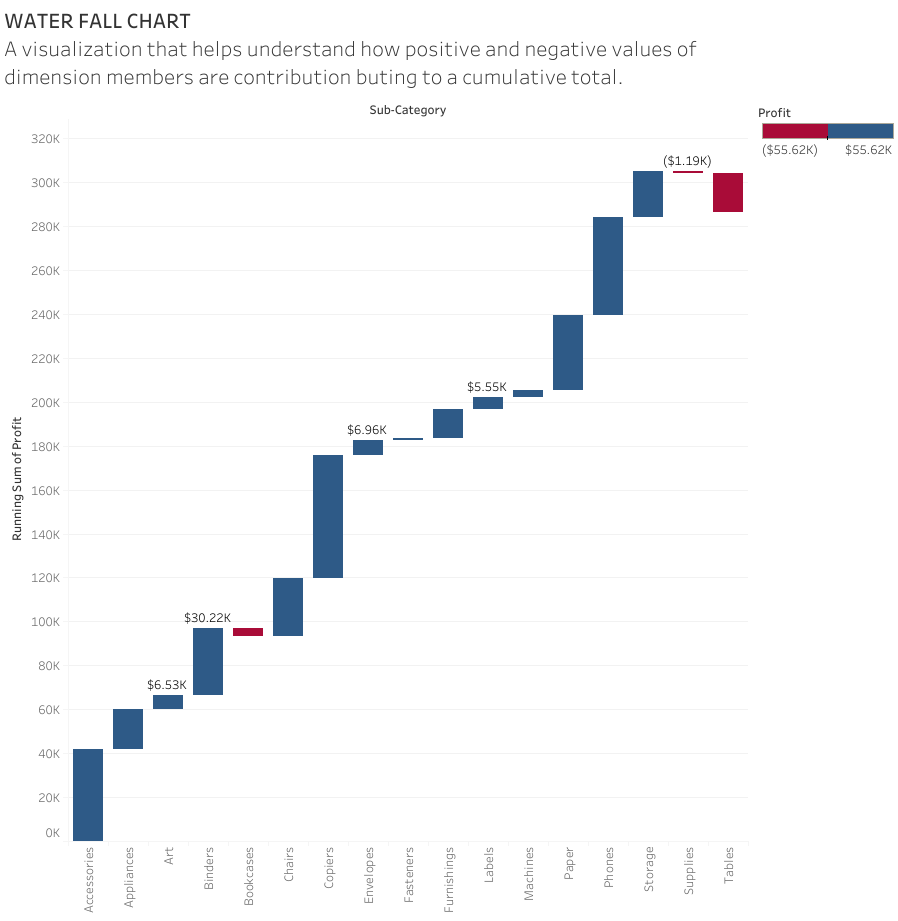 WATER FALL CHART
A visualization that helps understand how positive and negative values of
dimension members are contribution buting to a cumulative total.
Sub-Category
Profit
($55.62K) $55.62K
Running Sum of Profit
320K
300K
280K
260K
240K
220K
200K
180K
160K
140K
120K
100K
80K
60K
40K
20K
0K
($1.19K)
$5.55K
$6.96K
$30.22K
$6.53K
Accessories
Appliances
Art
Binders
Bookcases
Chairs
Copiers
Envelopes
Fasteners
Furnishings
Labels
Machines
Paper
Phones
Storage
Supplies
Tables